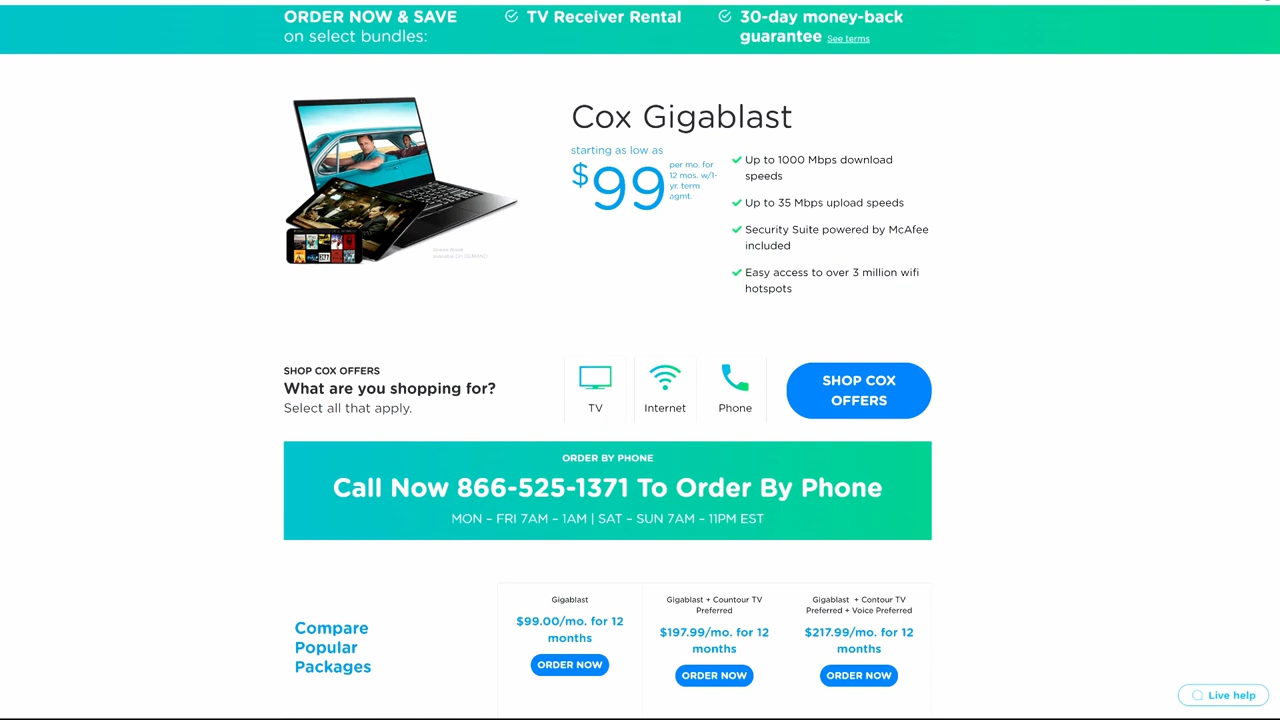 ORDER NOW & SAVE
on select bundles:
TV Receiver Rental
30-day money-back
guarantee See terms
Cox Gigablast
starting as low as
$99
per mo. for
12 mos. w/1-
yr. term
agmt.
Up to 1000 Mbps download
speeds
Up to 35 Mbps upload speeds
Security Suite powered by McAfee
included
Easy access to over 3 million wifi
hotspots
Green Book
available On DEMAND
SHOP COX OFFERS
What are you shopping for?
Select all that apply.
TV
Internet
Phone
SHOP COX
OFFERS
ORDER BY PHONE
Call Now 866-525-1371 To Order By Phone
MON – FRI 7AM – 1AM | SAT – SUN 7AM – 11PM EST
Compare
Popular
Packages
Gigablast
$99.00/mo. for 12
months
ORDER NOW
Gigablast + Countour TV
Preferred
$197.99/mo. for 12
months
ORDER NOW
Gigablast + Contour TV
Preferred + Voice Preferred
$217.99/mo. for 12
months
ORDER NOW
Live help